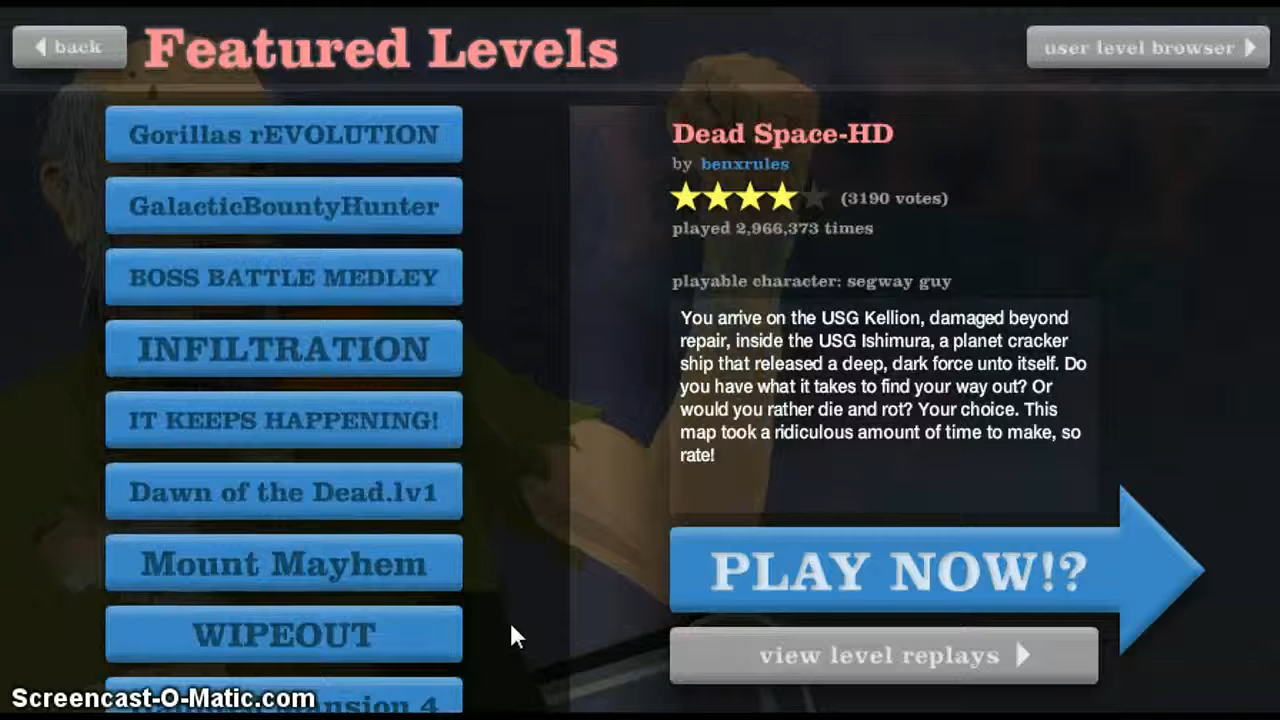 back
Featured Levels
user level browser
Gorillas rEVOLUTION
GalacticBountyHunter
BOSS BATTLE MEDLEY
INFILTRATION
IT KEEPS HAPPENING!
Dawn of the Dead.lv1
Mount Mayhem
WIPEOUT
Dead Space-HD
by benxrules
(3190 votes)
played 2,966,373 times
playable character: segway guy
You arrive on the USG Kellion, damaged beyond
repair, inside the USG Ishimura, a planet cracker
ship that released a deep, dark force unto itself. Do
you have what it takes to find your way out? Or
would you rather die and rot? Your choice. This
map took a ridiculous amount of time to make, so
rate!
PLAY NOW!?
view level replays
Screencast-O-Matic.com